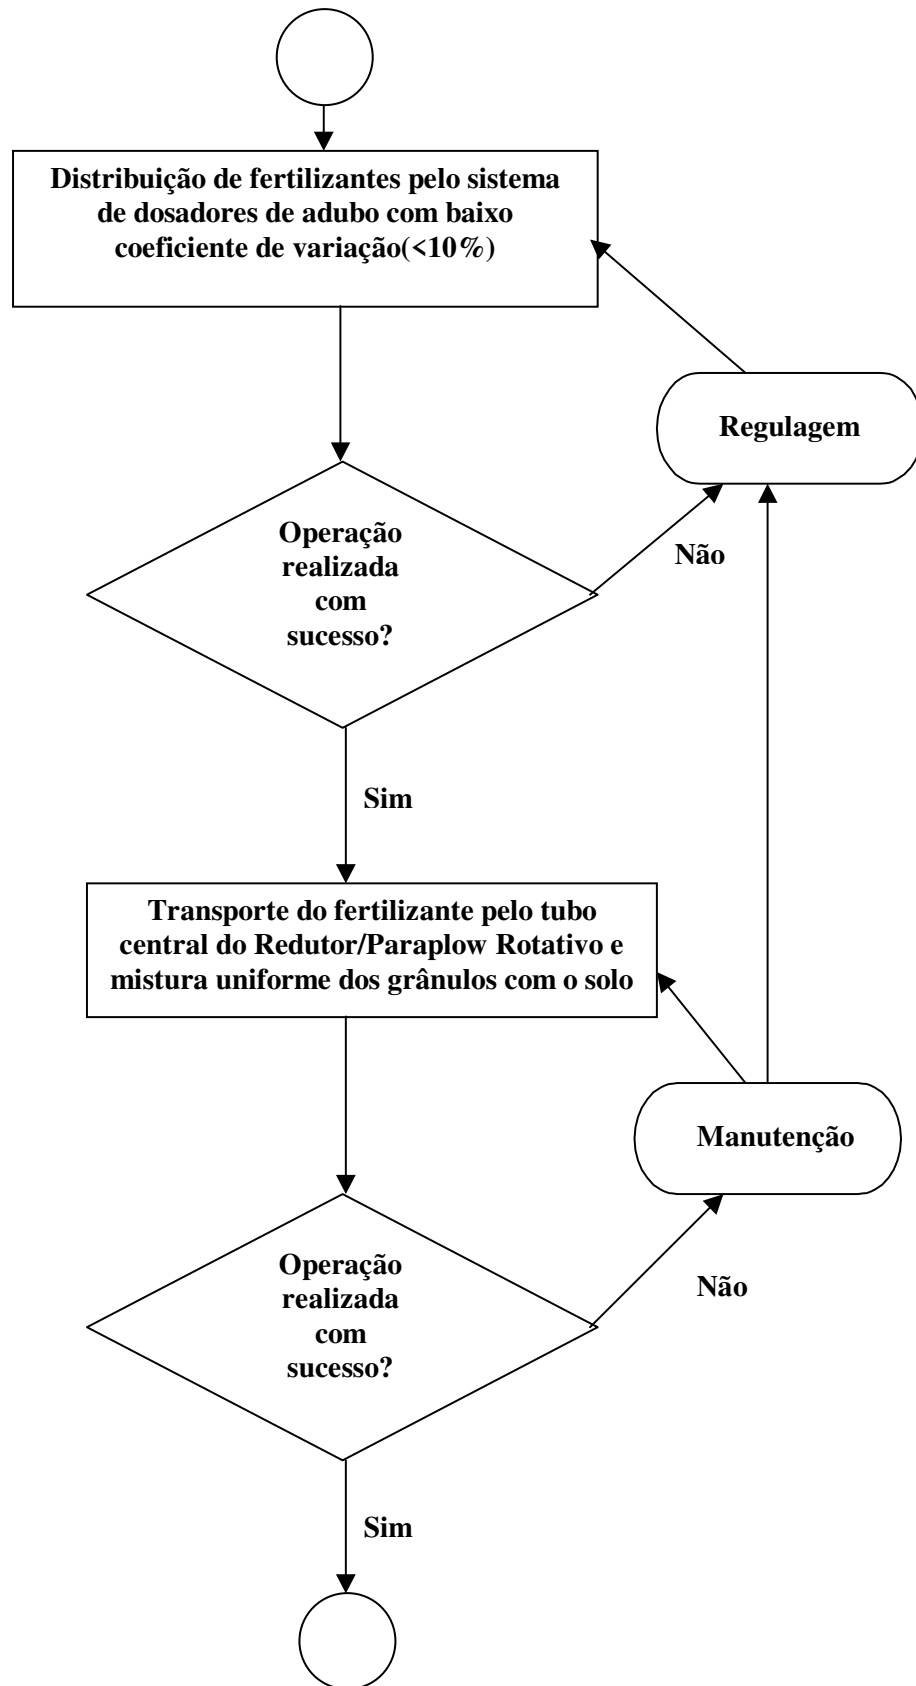 Distribuição de fertilizantes pelo sistema
de dosadores de adubo com baixo
coeficiente de variação(<10%)
Regulagem
Operação
realizada
com
sucesso?
Não
Sim
Transporte do fertilizante pelo tubo
central do Redutor/Paraplow Rotativo e
mistura uniforme dos grânulos com o solo
Manutenção
Operação
realizada
com
sucesso?
Não
Sim